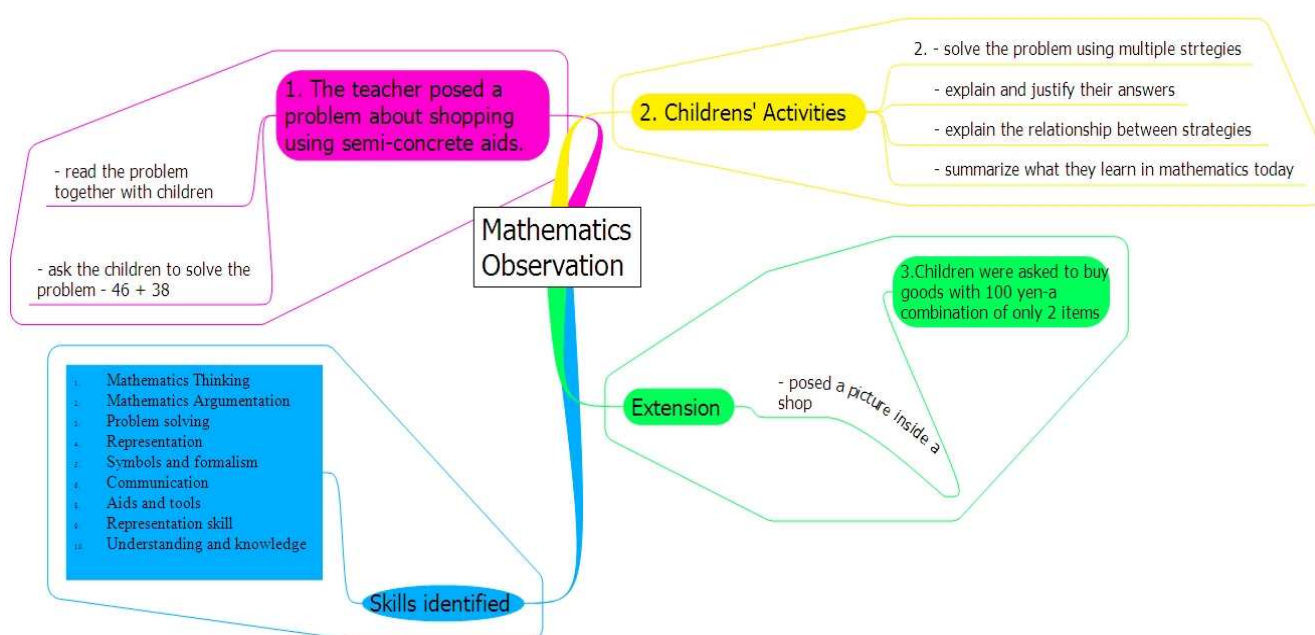 Mathematics
Observation
1. The teacher posed a
problem about shopping
using semi-concrete aids.
- read the problem
together with children
- ask the children to solve the
problem - 46 + 38
2. Childrens' Activities
2. - solve the problem using multiple strtegies
- explain and justify their answers
- explain the relationship between strategies
- summarize what they learn in mathematics today
Extension
- posed a picture inside a
shop
3.Children were asked to buy
goods with 100 yen-a
combination of only 2 items
Skills identified
Mathematics Thinking
Mathematics Argumentation
Problem solving
Representation
Symbols and formalism
Communication
Aids and tools
Representation skill
Understanding and knowledge